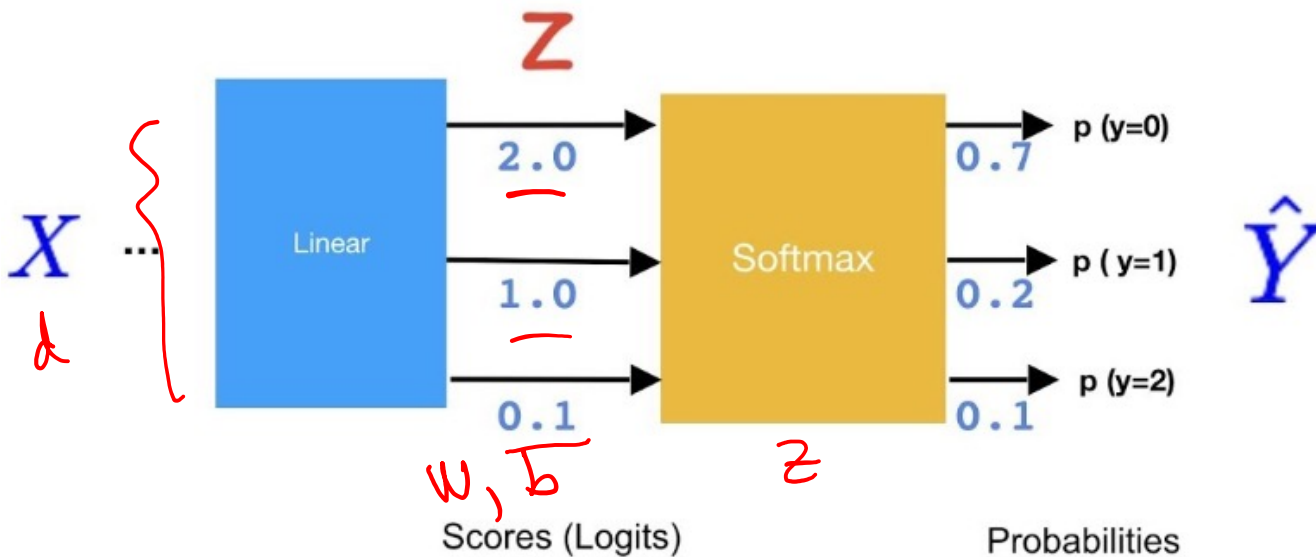 Z
2.0
0.7
p (y=0)
X
...
Linear
1.0
Softmax
0.2
p ( y=1)
Ŷ
d
0.1
0.1
p (y=2)
W, b̅
z
Scores (Logits)
Probabilities